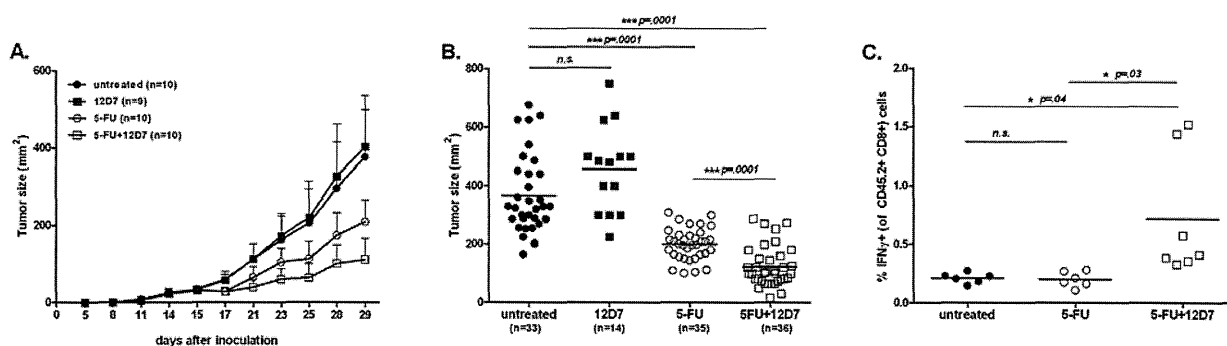 A.
600
400
200
0
Tumor size (mm²)
untreated (n=10)
12D7 (n=9)
5-FU (n=10)
5-FU+12D7 (n=10)
0 5 8 11 14 15 17 21 23 25 28 29
days after inoculation
B.
*** p=.0001
*** p=.0001
n.s.
*** p=.0001
800
600
400
200
0
Tumor size (mm²)
untreated 12D7 5-FU 5FU+12D7
(n=33) (n=14) (n=35) (n=36)
C.
2.0
1.5
1.0
0.5
0.0
% IFNγ+ (of CD45.2+ CD8+) cells
* p=.03
* p=.04
n.s.
untreated 5-FU 5-FU+12D7